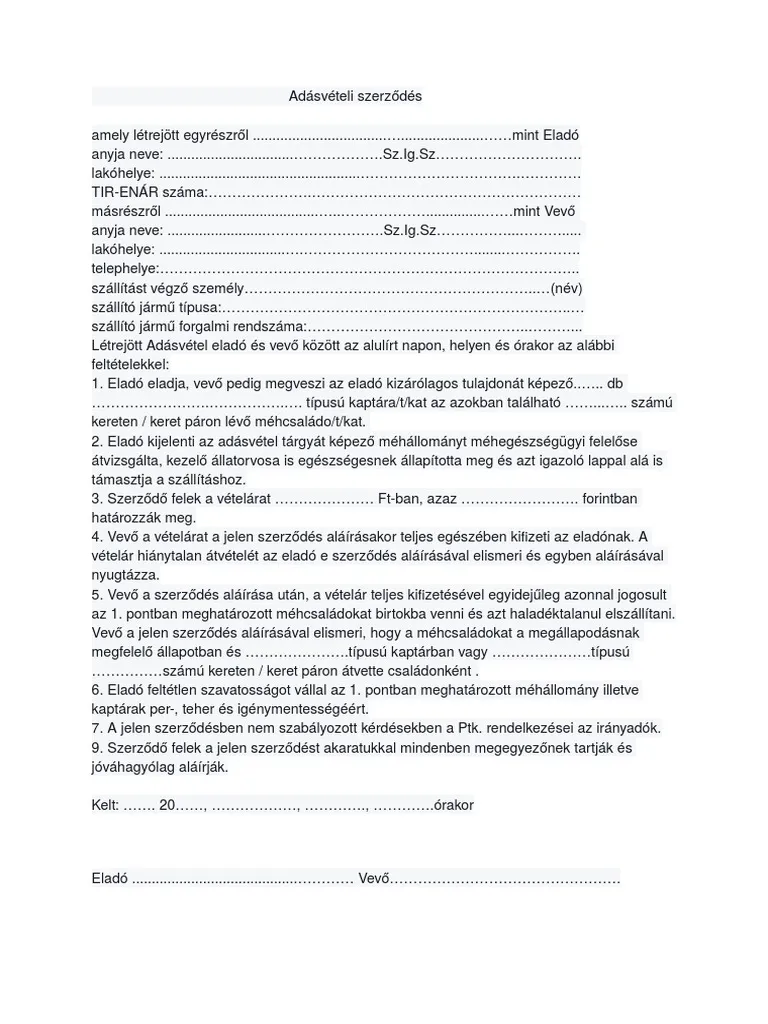 Adásvételi szerződés
amely létrejött egyrészről .................................…......................……mint Eladó
anyja neve: ................................……………….Sz.Ig.Sz………………………….
lakóhelye: ..................................................……………………………….………….
TIR-ENÁR száma:……………………………………………………………………
másrészről .......................................…..………………...............……mint Vevő
anyja neve: .........................…………………….Sz.Ig.Sz……………...……….....
lakóhelye: ................................…………………………………….......……………..
telephelye:……………………………………………………………………………..
szállítást végző személy……………………………………………………..…(név)
szállító jármű típusa:……………………………………………………………….…
szállító jármű forgalmi rendszáma:………………………………………..………..
Létrejött Adásvétel eladó és vevő között az alulírt napon, helyen és órakor az alábbi
feltételekkel:
1. Eladó eladja, vevő pedig megveszi az eladó kizárólagos tulajdonát képező.….. db
…………………….…………….…. típusú kaptára/t/kat az azokban található ……...….. számú
kereten / keret páron lévő méhcsaládo/t/kat.
2. Eladó kijelenti az adásvétel tárgyát képező méhállományt méhegészségügyi felelőse
átvizsgálta, kezelő állatorvosa is egészségesnek állapította meg és azt igazoló lappal alá is
támasztja a szállításhoz.
3. Szerződő felek a vételárat ………………… Ft-ban, azaz ……………………. forintban
határozzák meg.
4. Vevő a vételárat a jelen szerződés aláírásakor teljes egészében kifizeti az eladónak. A
vételár hiánytalan átvételét az eladó e szerződés aláírásával elismeri és egyben aláírásával
nyugtázza.
5. Vevő a szerződés aláírása után, a vételár teljes kifizetésével egyidejűleg azonnal jogosult
az 1. pontban meghatározott méhcsaládokat birtokba venni és azt haladéktalanul elszállítani.
Vevő a jelen szerződés aláírásával elismeri, hogy a méhcsaládokat a megállapodásnak
megfelelő állapotban és ………………….típusú kaptárban vagy …………………típusú
……………számú kereten / keret páron átvette családonként .
6. Eladó feltétlen szavatosságot vállal az 1. pontban meghatározott méhállomány illetve
kaptárak per-, teher és igénymentességéért.
7. A jelen szerződésben nem szabályozott kérdésekben a Ptk. rendelkezései az irányadók.
9. Szerződő felek a jelen szerződést akaratukkal mindenben megegyezőnek tartják és
jóváhagyólag aláírják.
Kelt: ……. 20……, ………………, …………., ………….órakor
Eladó ..........................................………… Vevő………………………………………….